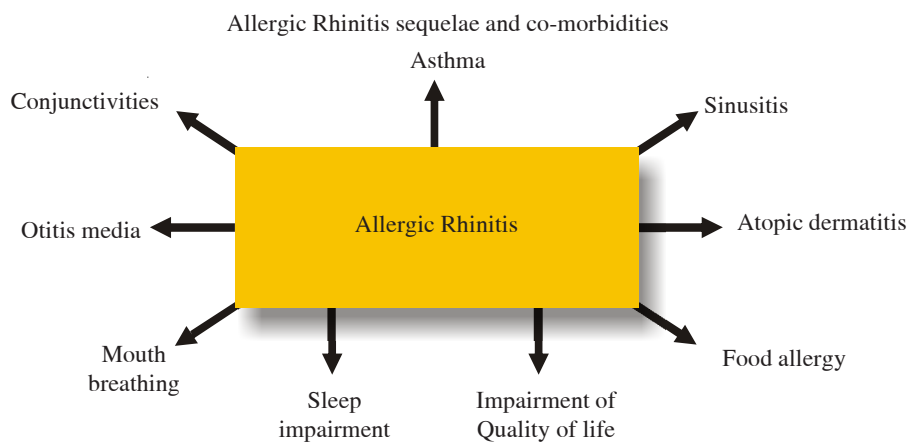 Allergic Rhinitis sequelae and co-morbidities
Asthma
Conjunctivities
Sinusitis
Otitis media
Allergic Rhinitis
Atopic dermatitis
Mouth
breathing
Food allergy
Sleep
impairment
Impairment of
Quality of life